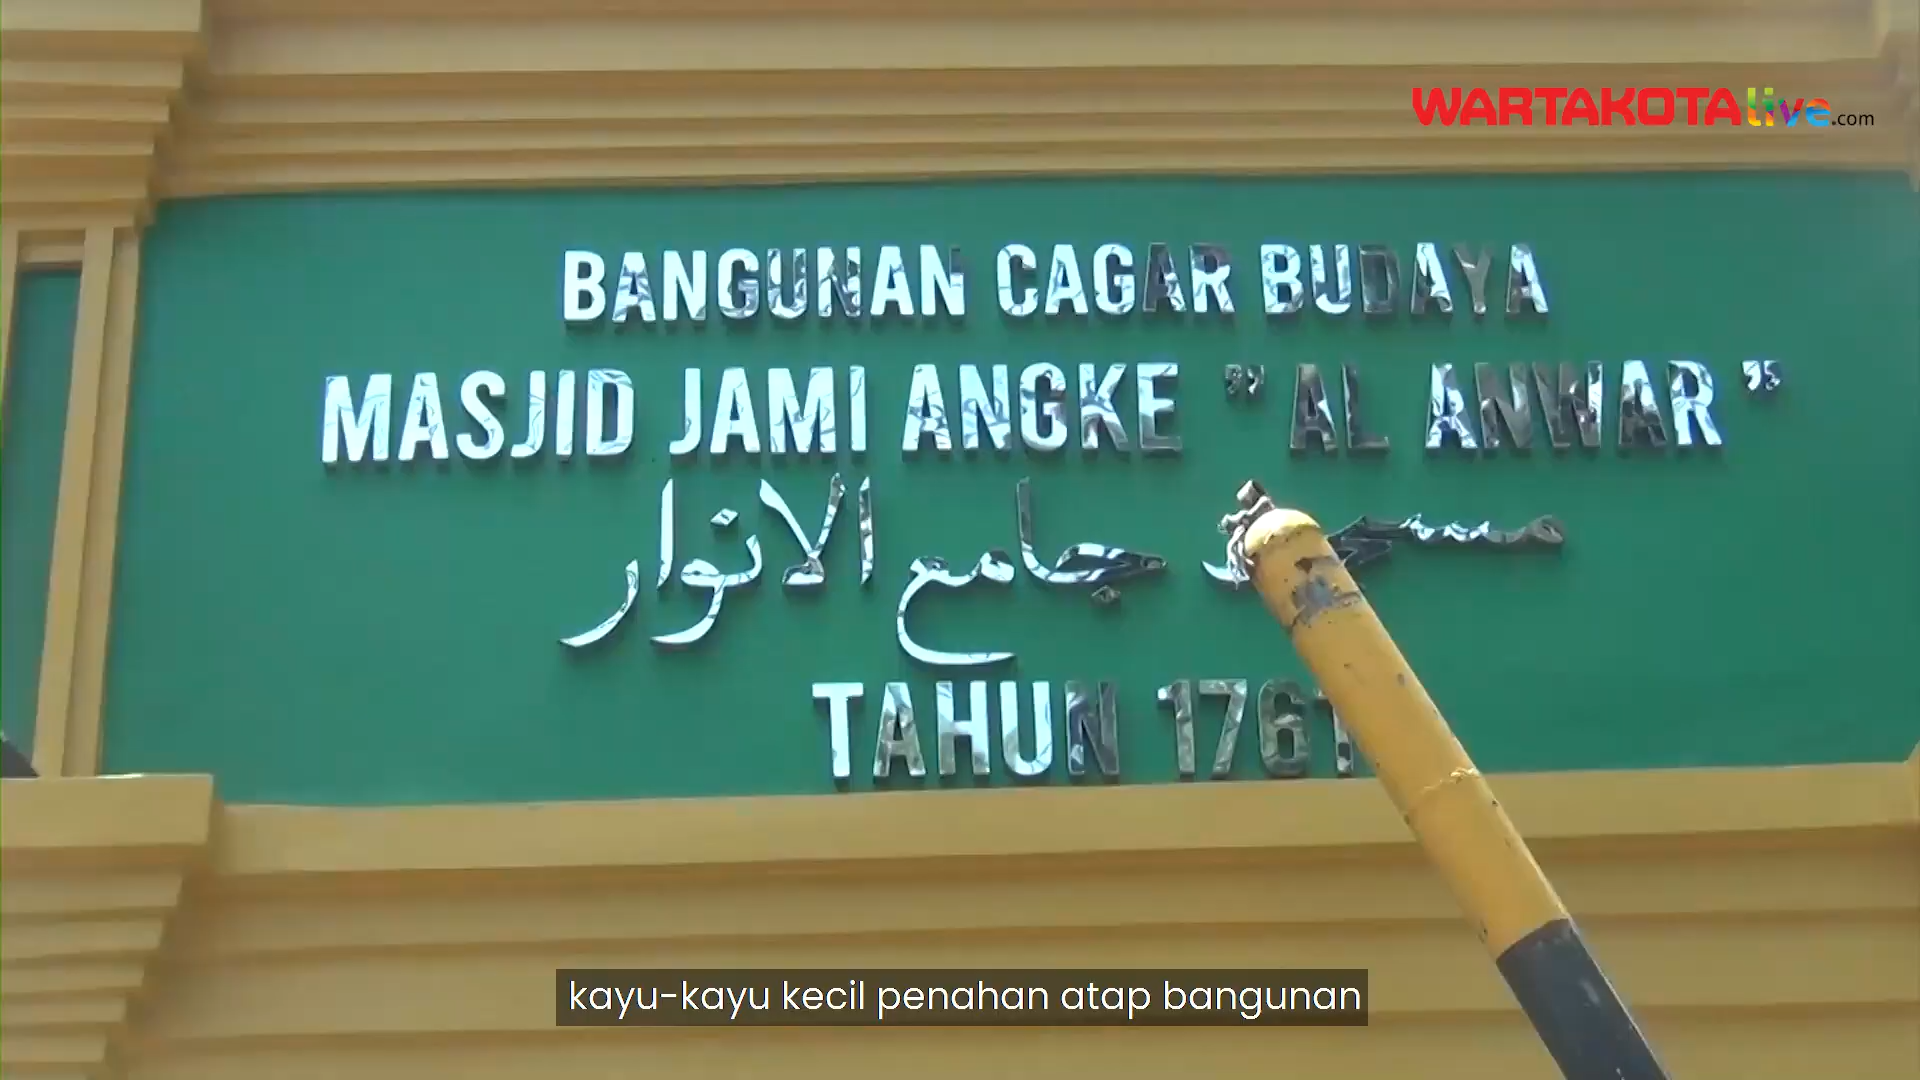 WARTAKOTAlive.com
BANGUNAN CAGAR BUDAYA
MASJID JAMI ANGKE "AL ANWAR"
مسجد جامع الانوار
TAHUN 1761
kayu-kayu kecil penahan atap bangunan